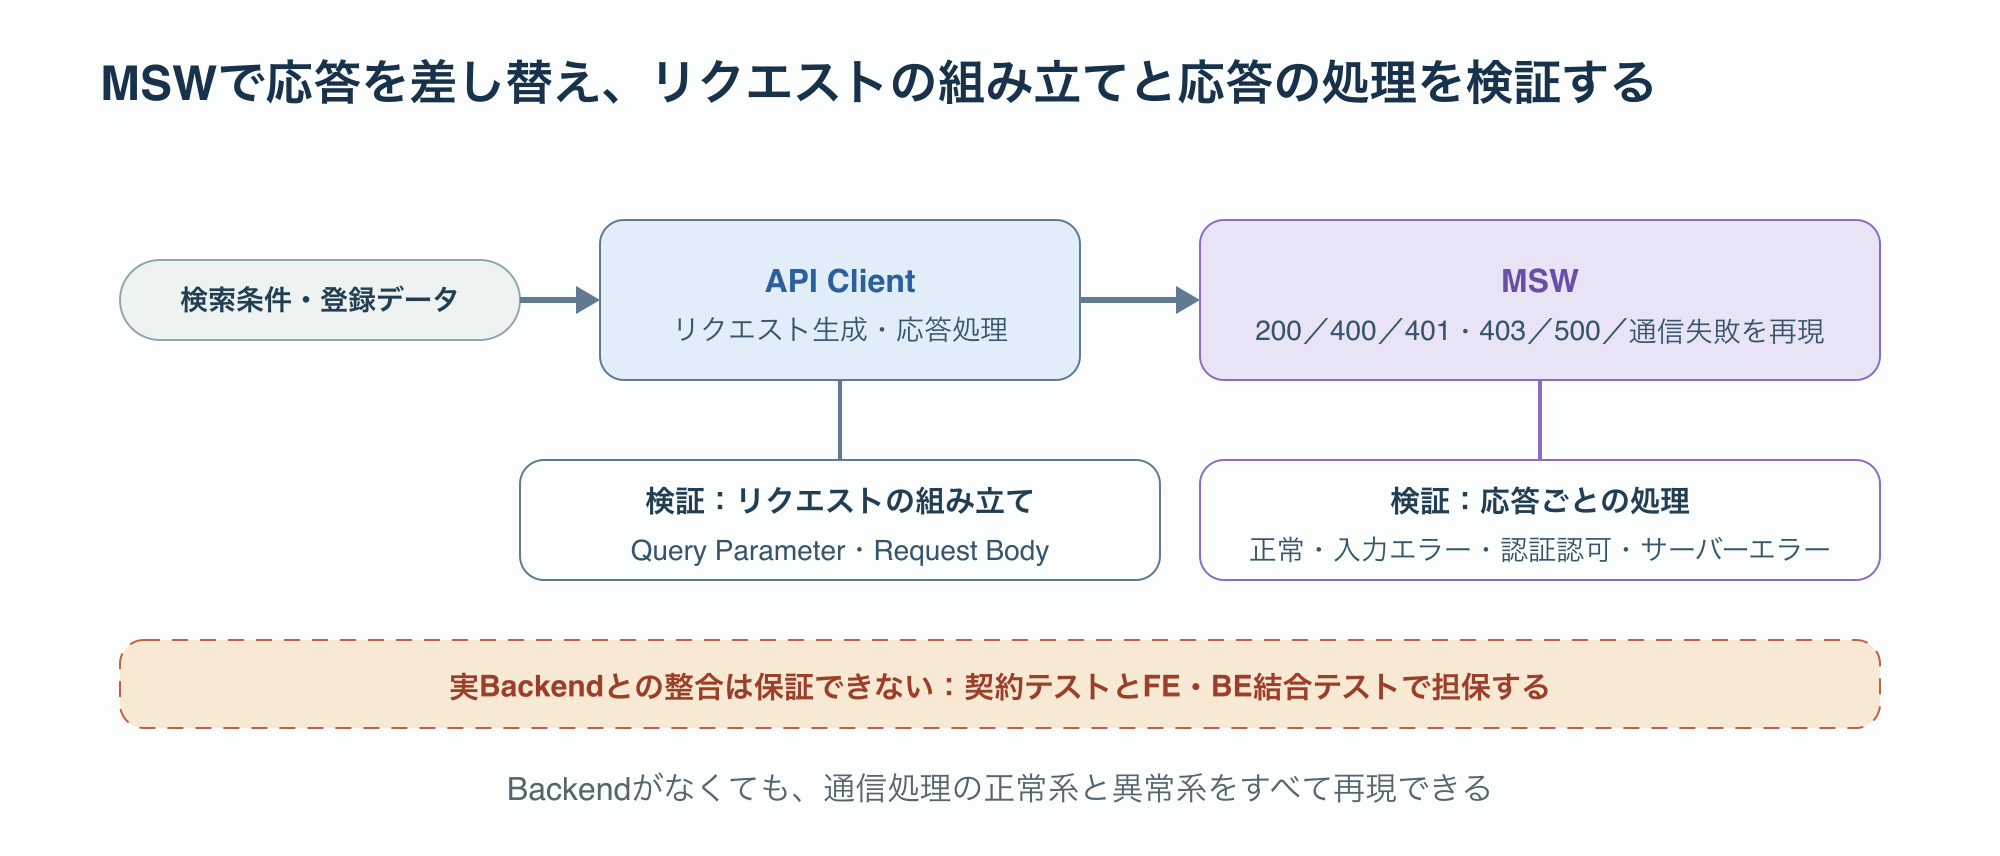 MSWで応答を差し替え、リクエストの組み立てと応答の処理を検証する
検索条件・登録データ
API Client
リクエスト生成・応答処理
MSW
200／400／401・403／500／通信失敗を再現
検証：リクエストの組み立て
Query Parameter・Request Body
検証：応答ごとの処理
正常・入力エラー・認証認可・サーバーエラー
実Backendとの整合は保証できない：契約テストとFE・BE結合テストで担保する
Backendがなくても、通信処理の正常系と異常系をすべて再現できる